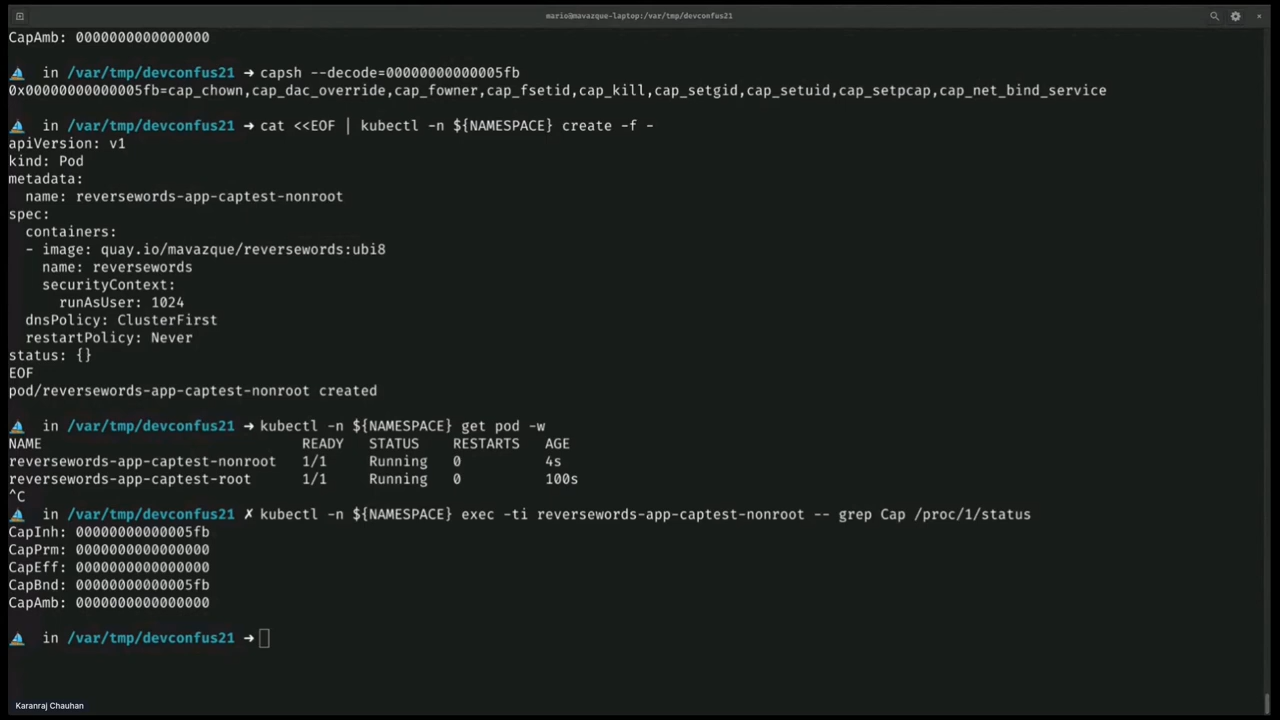 mario@mavazque-laptop:/var/tmp/devconfus21
CapAmb: 0000000000000000
in /var/tmp/devconfus21 ➜ capsh --decode=00000000000005fb
0x00000000000005fb=cap_chown,cap_dac_override,cap_fowner,cap_fsetid,cap_kill,cap_setgid,cap_setuid,cap_setpcap,cap_net_bind_service
in /var/tmp/devconfus21 ➜ cat <<EOF | kubectl -n ${NAMESPACE} create -f -
apiVersion: v1
kind: Pod
metadata:
  name: reversewords-app-captest-nonroot
spec:
  containers:
  - image: quay.io/mavazque/reversewords:ubi8
    name: reversewords
    securityContext:
      runAsUser: 1024
  dnsPolicy: ClusterFirst
  restartPolicy: Never
status: {}
EOF
pod/reversewords-app-captest-nonroot created
in /var/tmp/devconfus21 ➜ kubectl -n ${NAMESPACE} get pod -w
NAME READY STATUS RESTARTS AGE
reversewords-app-captest-nonroot 1/1 Running 0 4s
reversewords-app-captest-root 1/1 Running 0 100s
^C
in /var/tmp/devconfus21 ✗ kubectl -n ${NAMESPACE} exec -ti reversewords-app-captest-nonroot -- grep Cap /proc/1/status
CapInh: 00000000000005fb
CapPrm: 0000000000000000
CapEff: 0000000000000000
CapBnd: 00000000000005fb
CapAmb: 0000000000000000
in /var/tmp/devconfus21 ➜
Karanraj Chauhan